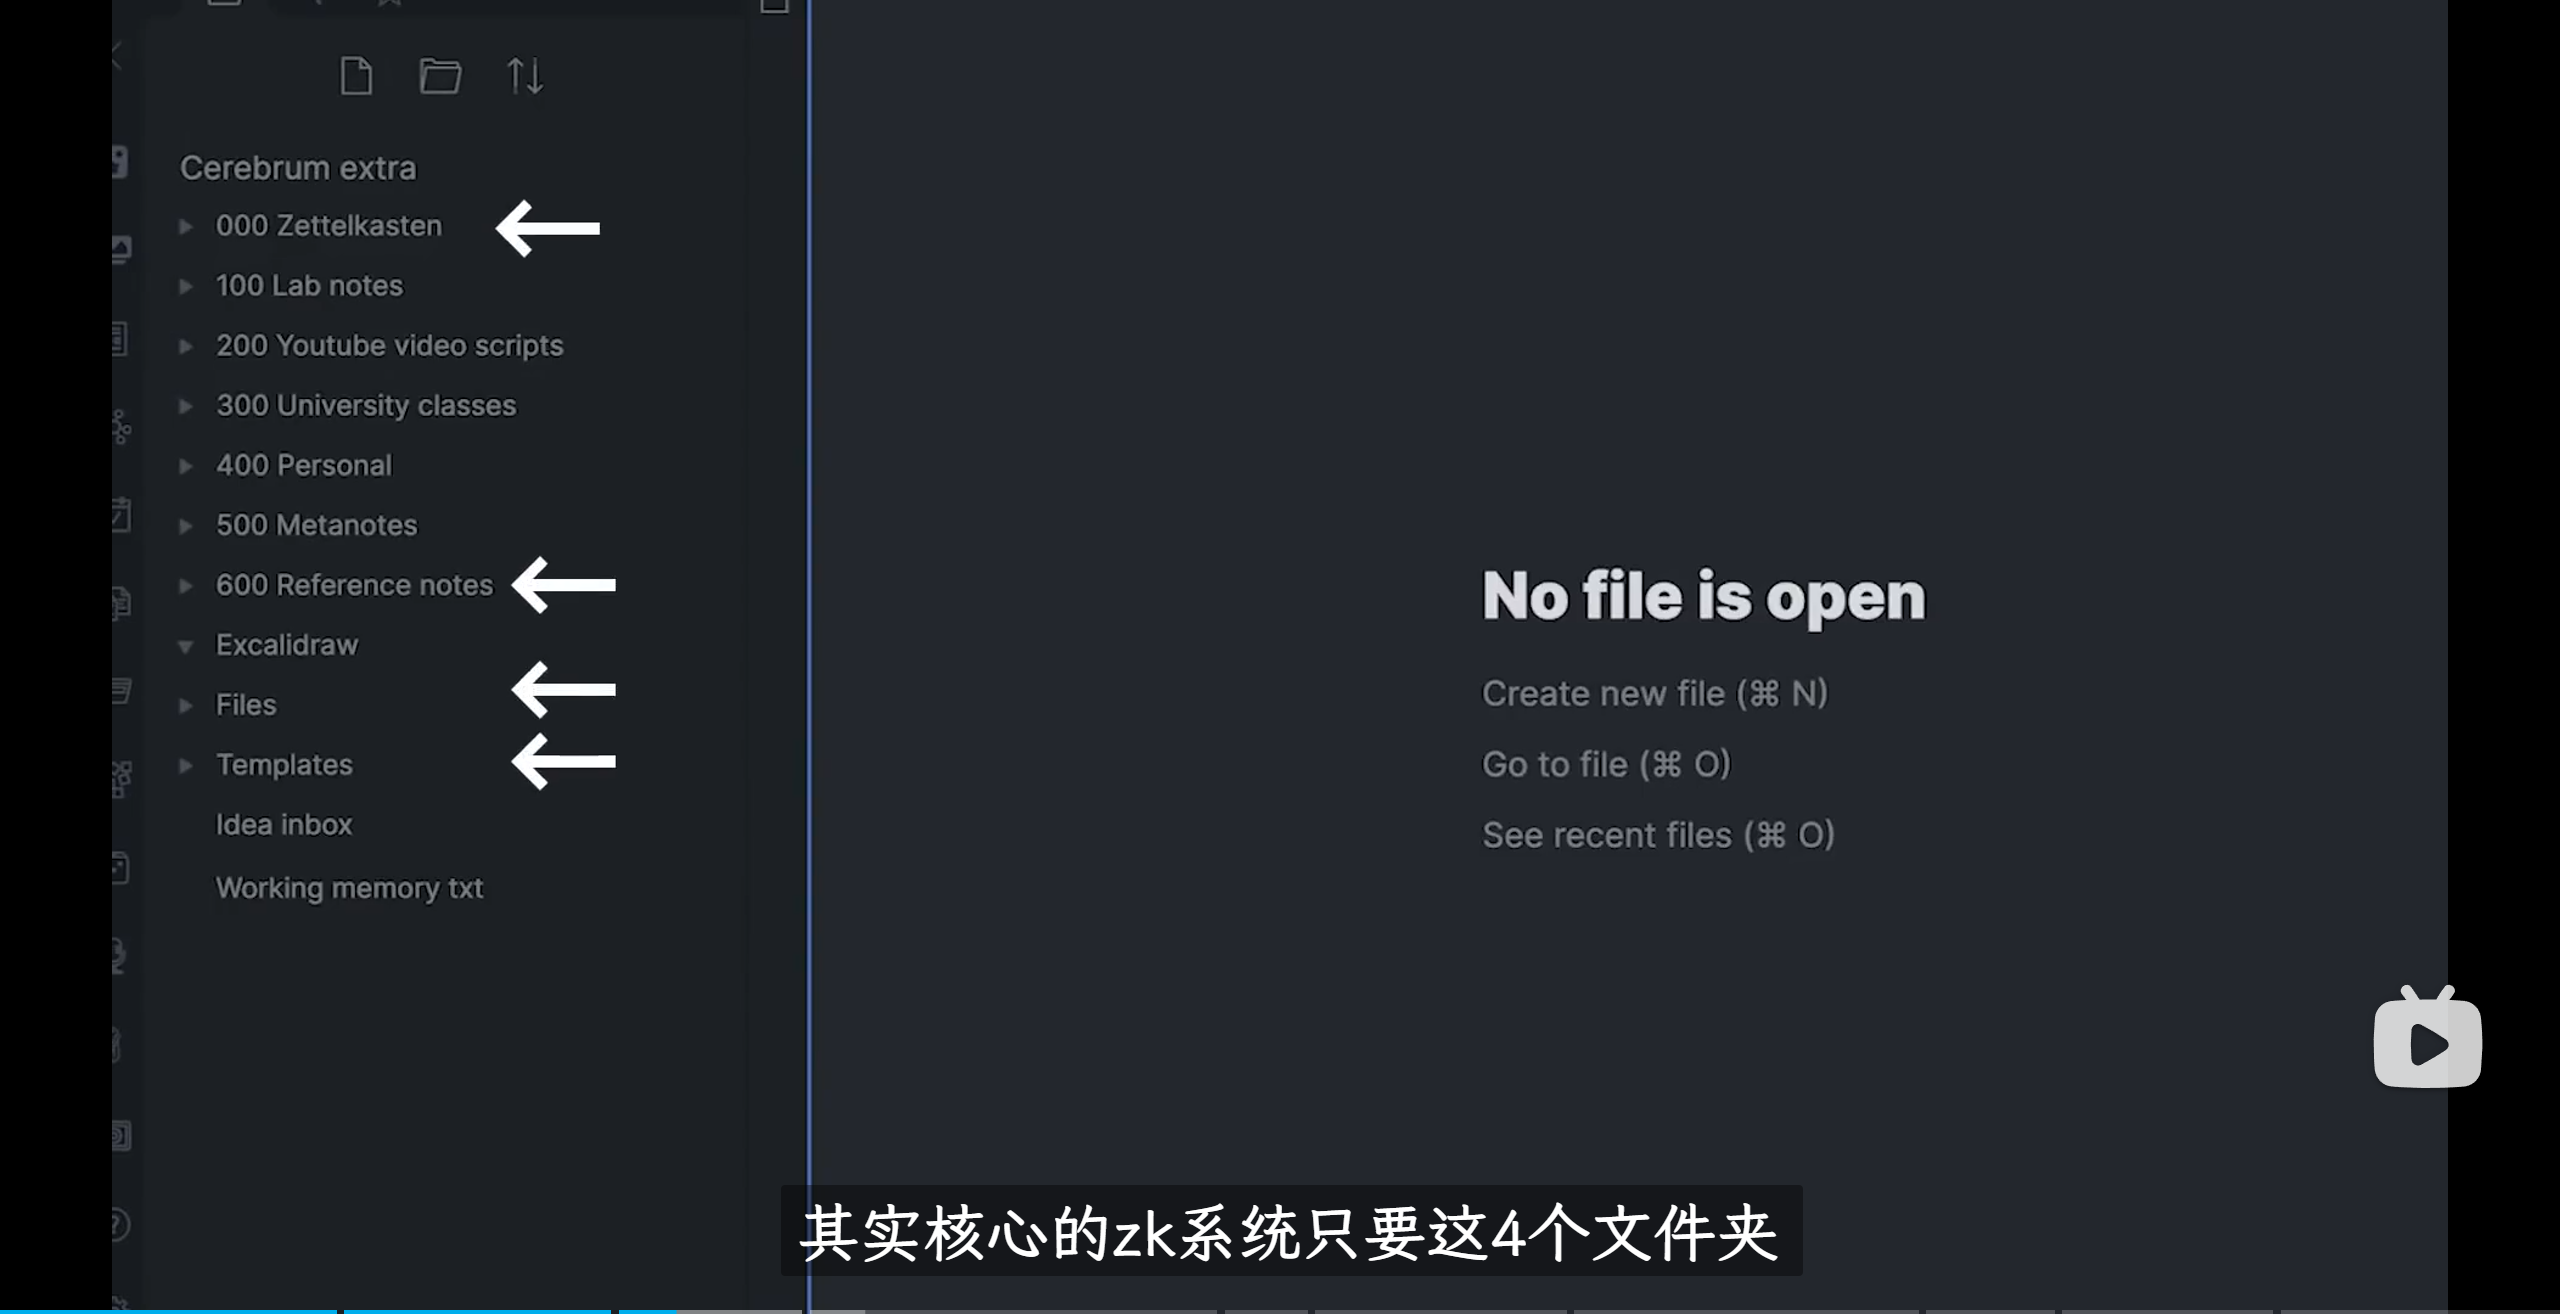 Cerebrum extra
000 Zettelkasten
100 Lab notes
200 Youtube video scripts
300 University classes
400 Personal
500 Metanotes
600 Reference notes
Excalidraw
Files
Templates
Idea inbox
Working memory txt
No file is open
Create new file (⌘ N)
Go to file (⌘ O)
See recent files (⌘ O)
其实核心的zk系统只要这4个文件夹